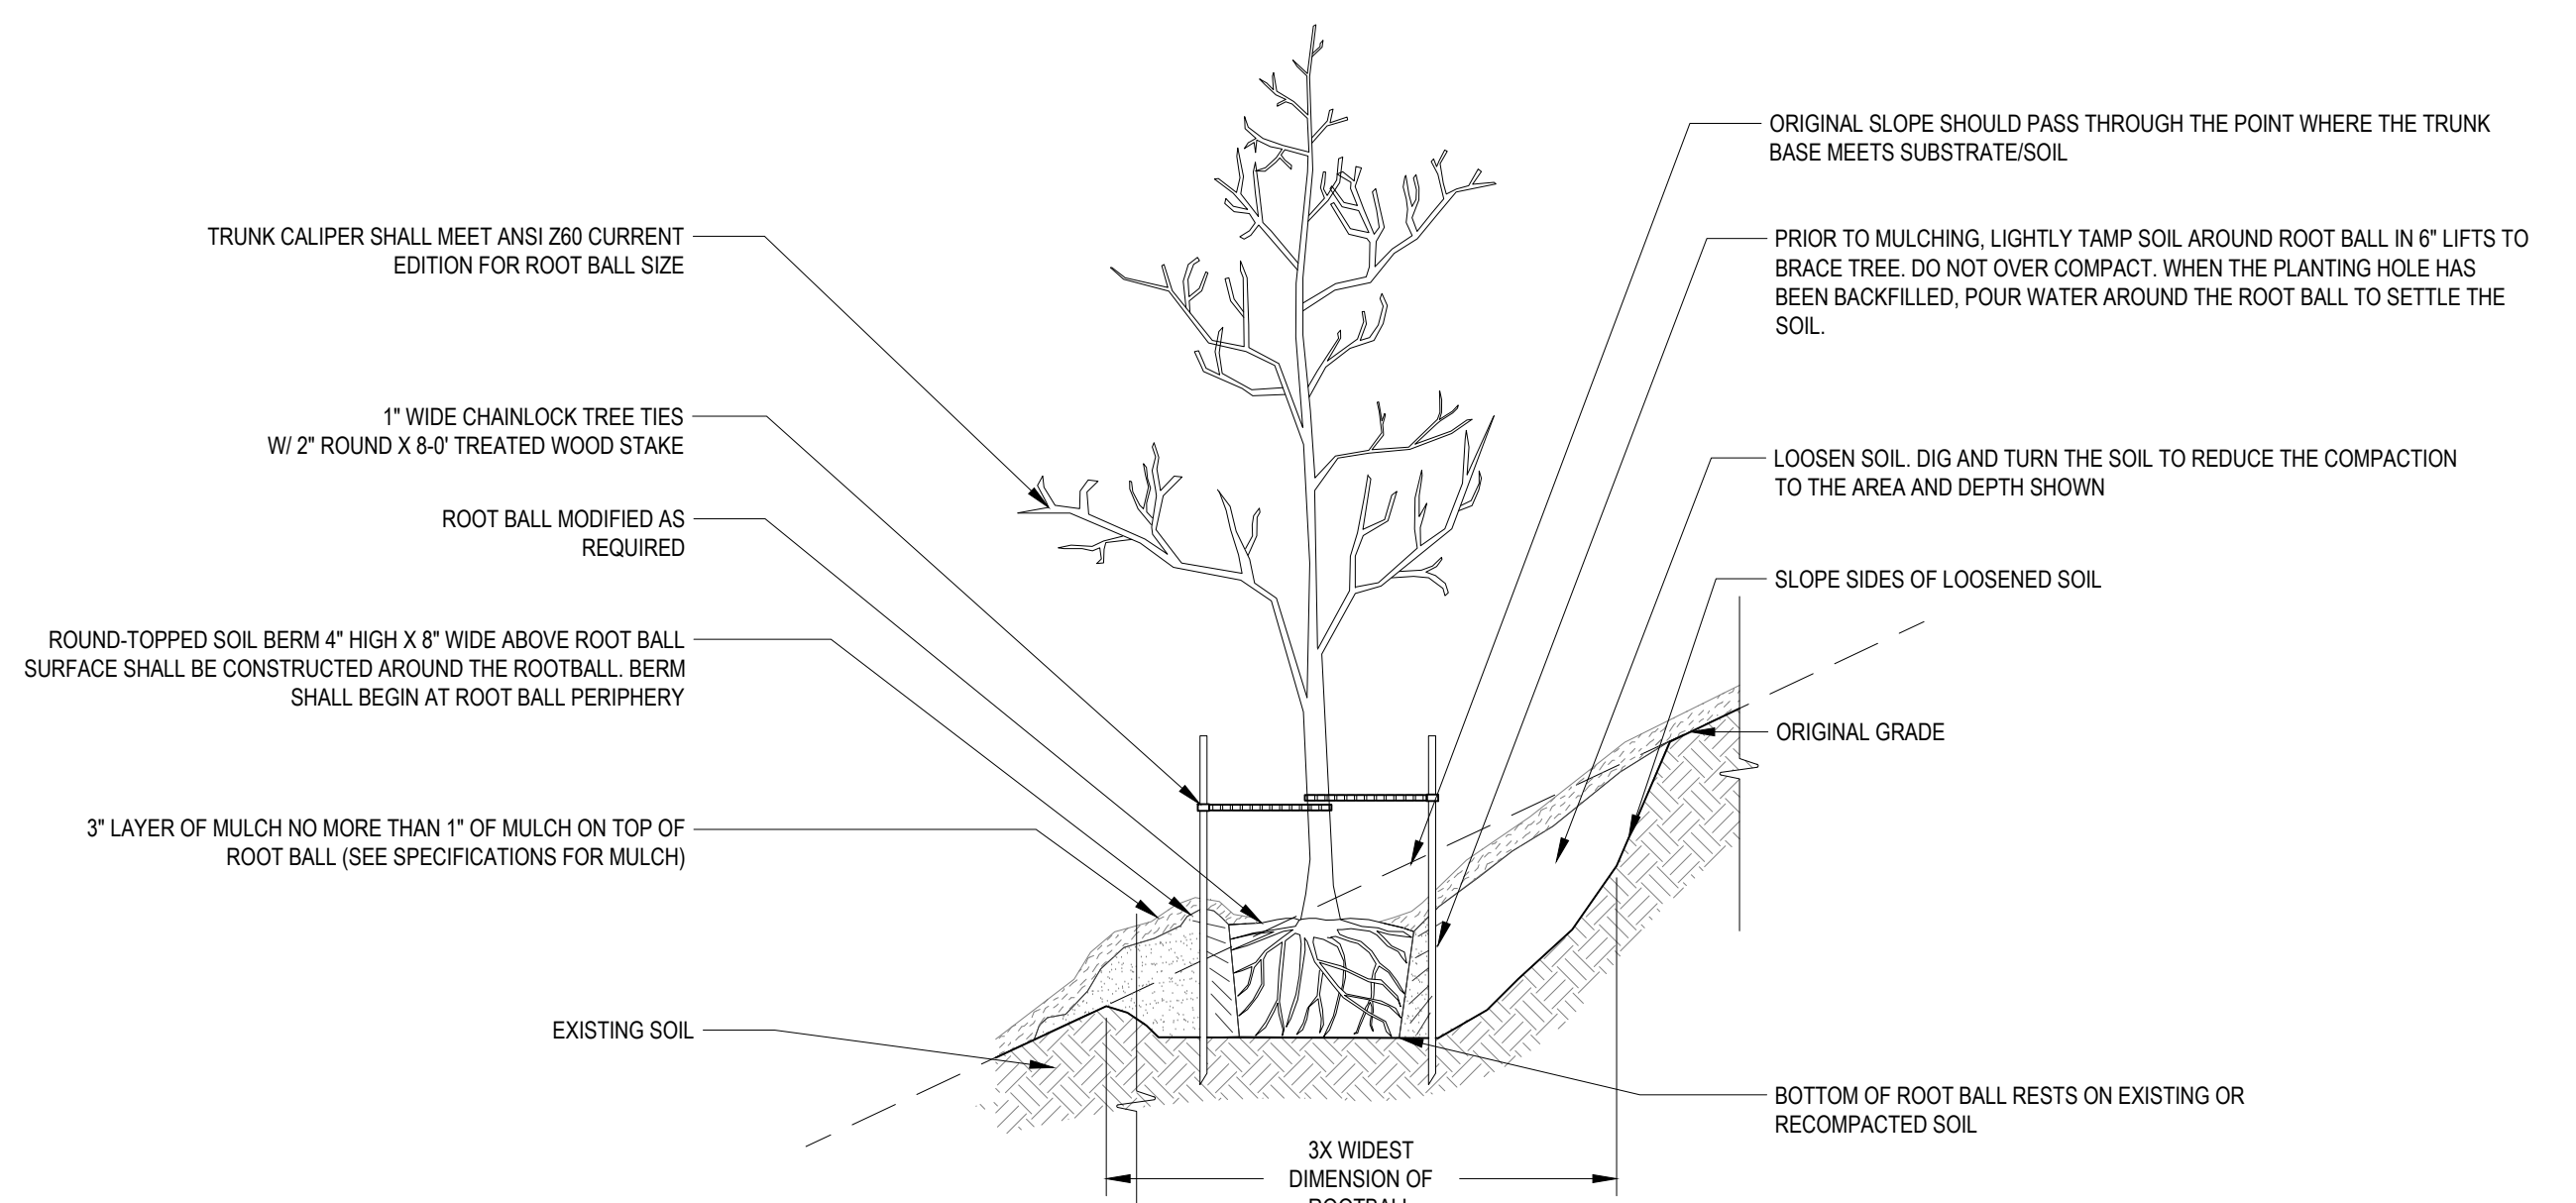 TRUNK CALIPER SHALL MEET ANSI Z60 CURRENT
EDITION FOR ROOT BALL SIZE
1" WIDE CHAINLOCK TREE TIES
W/ 2" ROUND X 8-0' TREATED WOOD STAKE
ROOT BALL MODIFIED AS
REQUIRED
ROUND-TOPPED SOIL BERM 4" HIGH X 8" WIDE ABOVE ROOT BALL
SURFACE SHALL BE CONSTRUCTED AROUND THE ROOTBALL. BERM
SHALL BEGIN AT ROOT BALL PERIPHERY
3" LAYER OF MULCH NO MORE THAN 1" OF MULCH ON TOP OF
ROOT BALL (SEE SPECIFICATIONS FOR MULCH)
EXISTING SOIL
ORIGINAL SLOPE SHOULD PASS THROUGH THE POINT WHERE THE TRUNK
BASE MEETS SUBSTRATE/SOIL
PRIOR TO MULCHING, LIGHTLY TAMP SOIL AROUND ROOT BALL IN 6" LIFTS TO
BRACE TREE. DO NOT OVER COMPACT. WHEN THE PLANTING HOLE HAS
BEEN BACKFILLED, POUR WATER AROUND THE ROOT BALL TO SETTLE THE
SOIL.
LOOSEN SOIL. DIG AND TURN THE SOIL TO REDUCE THE COMPACTION
TO THE AREA AND DEPTH SHOWN
SLOPE SIDES OF LOOSENED SOIL
ORIGINAL GRADE
BOTTOM OF ROOT BALL RESTS ON EXISTING OR
RECOMPACTED SOIL
3X WIDEST
DIMENSION OF
ROOTBALL